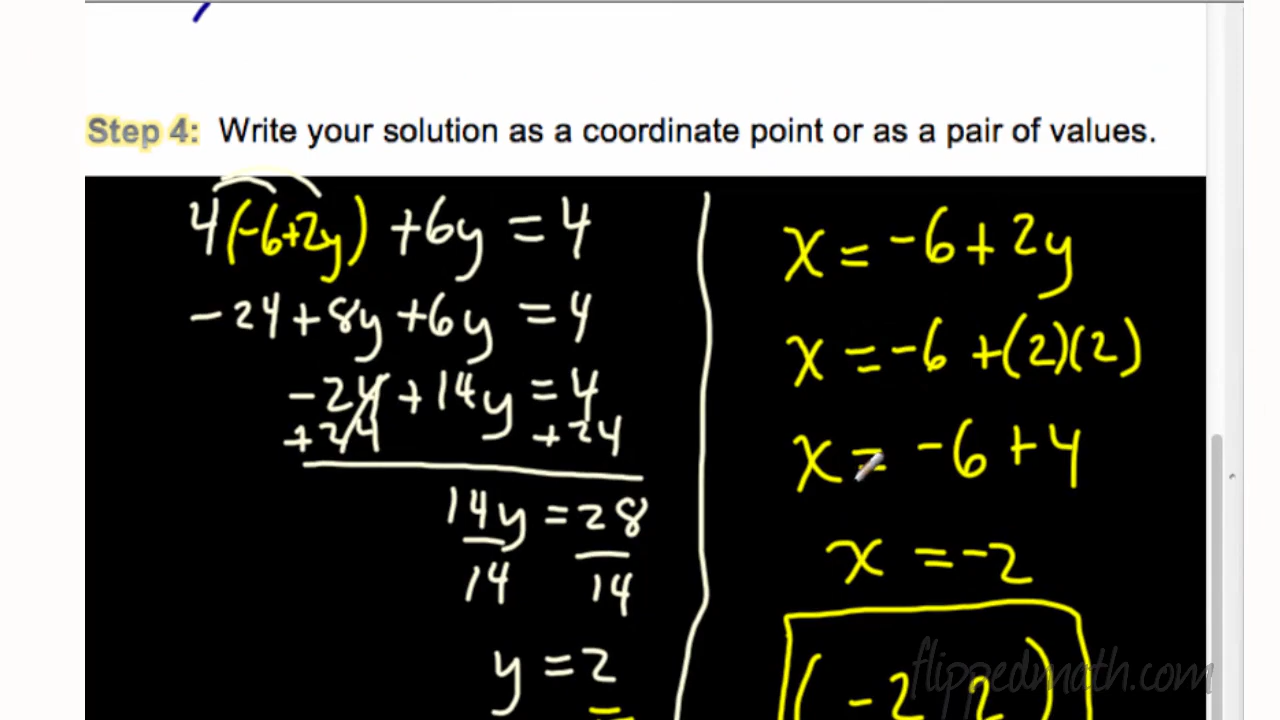 Step 4: Write your solution as a coordinate point or as a pair of values.
4(-6+2y) +6y = 4
-24+8y+6y = 4
-24 +14y = 4
+24 +24
14y = 28
14 14
y = 2
x = -6 + 2y
x = -6 +(2)(2)
x = -6 + 4
x = -2
(-2 2)
flippedmath.com